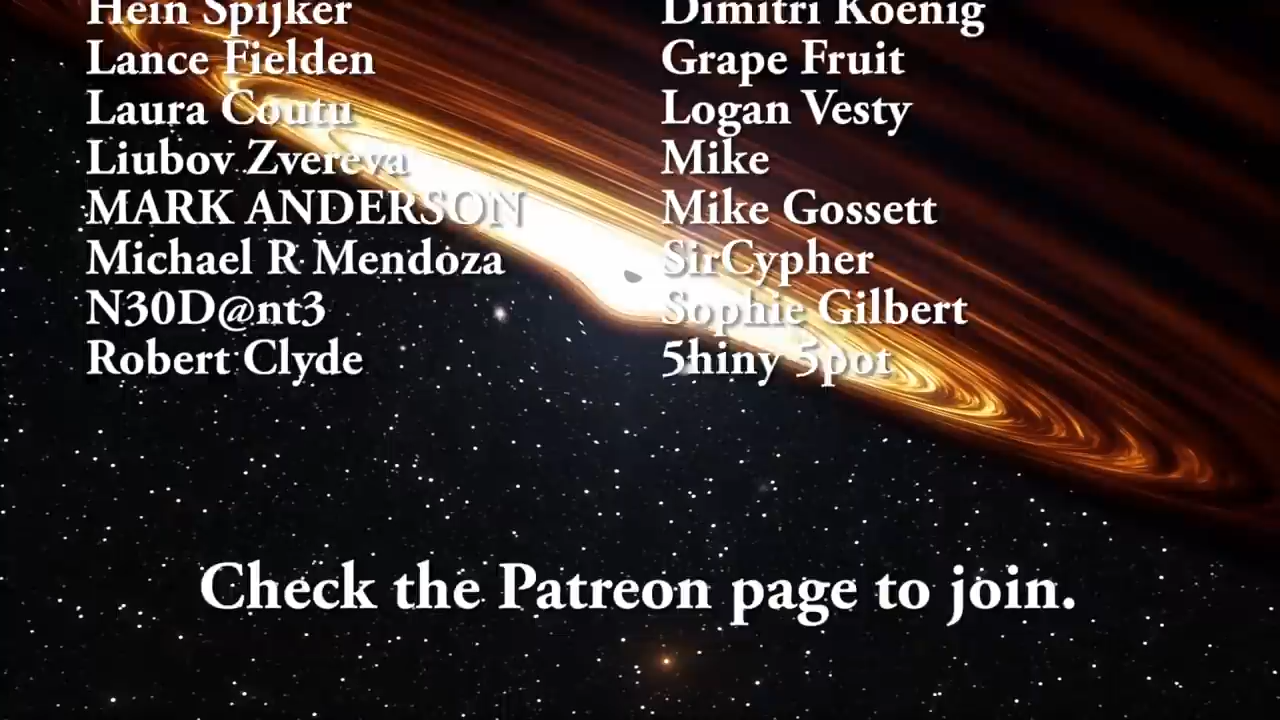 Hein Spijker
Lance Fielden
Laura Coutu
Liubov Zvereva
MARK ANDERSON
Michael R Mendoza
N30D@nt3
Robert Clyde
Dimitri Koenig
Grape Fruit
Logan Vesty
Mike
Mike Gossett
SirCypher
Sophie Gilbert
5hiny 5pot
Check the Patreon page to join.